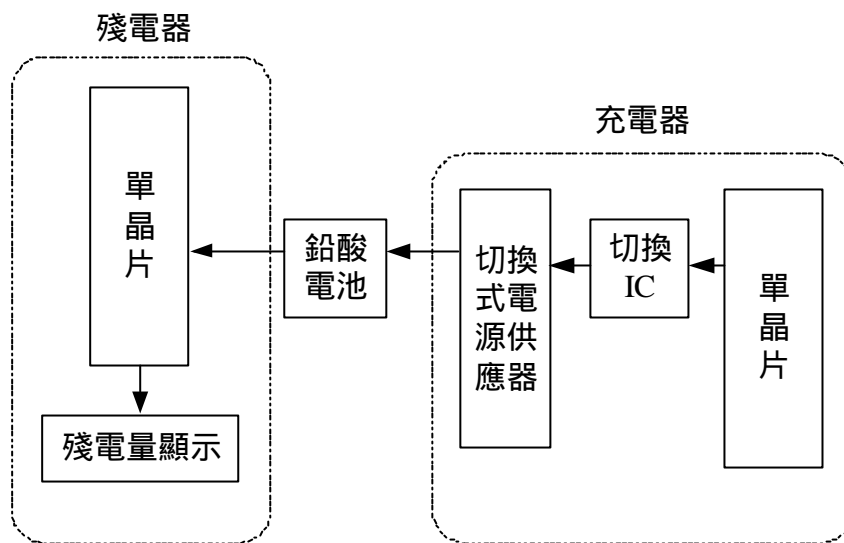 殘電器
充電器
單
晶
片
殘電量顯示
鉛酸
電池
切換
式電
源供
應器
切換
IC
單
晶
片